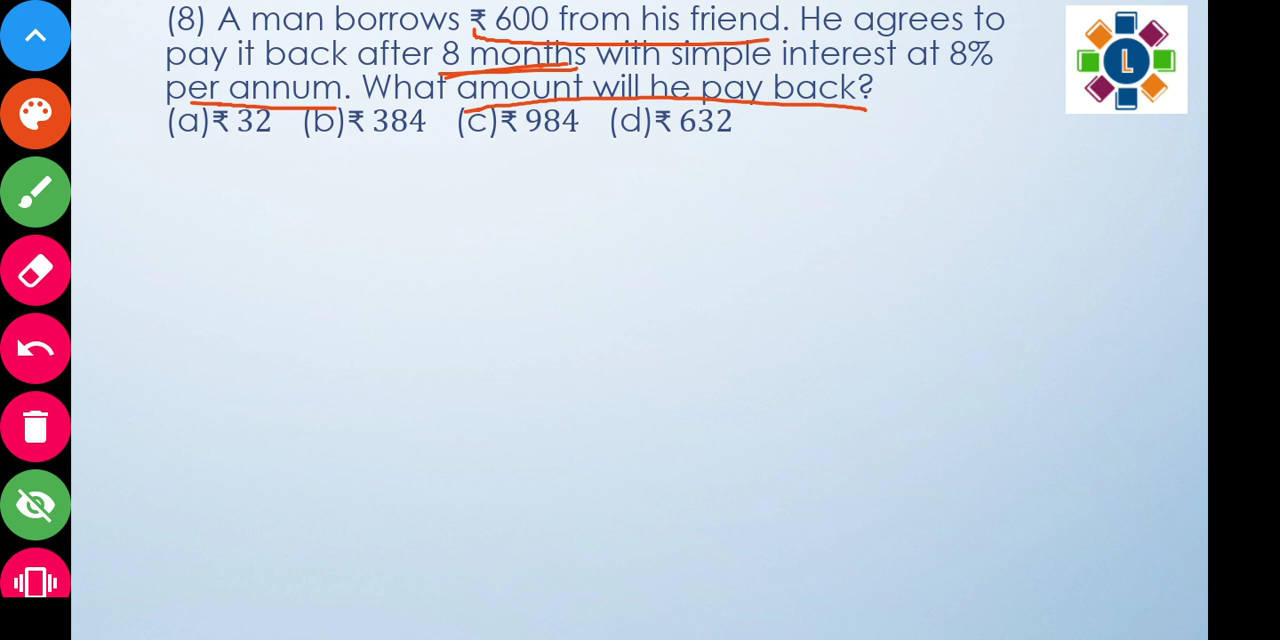 (8) A man borrows ₹ 600 from his friend. He agrees to
pay it back after 8 months with simple interest at 8%
per annum. What amount will he pay back?
(a)₹ 32 (b)₹ 384 (c)₹ 984 (d)₹ 632
L